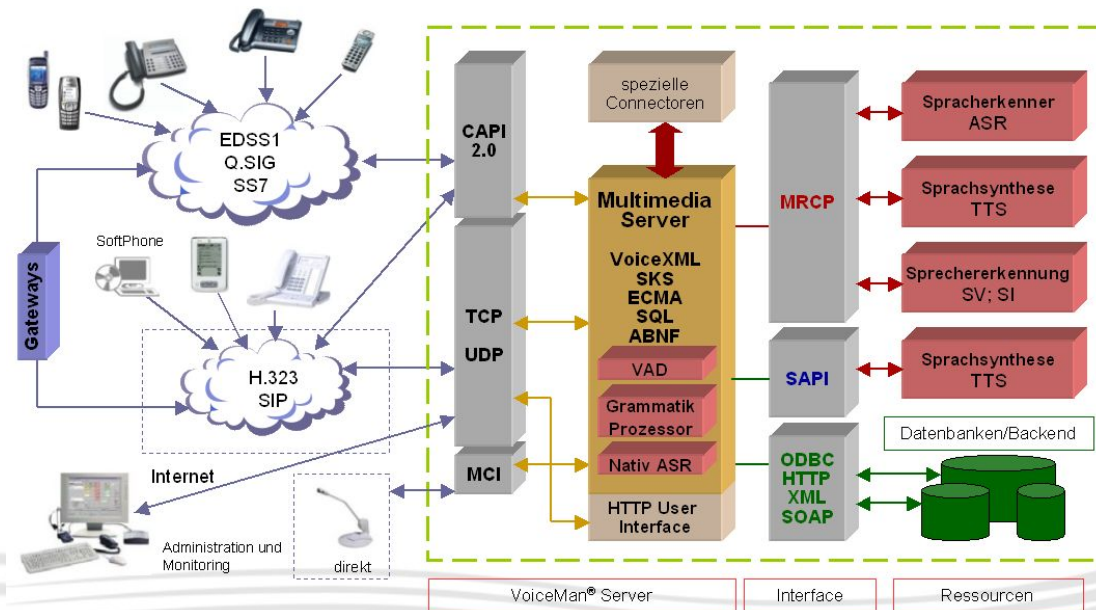 EDSS1
Q.SIG
SS7
Gateways
SoftPhone
H.323
SIP
Internet
Administration und
Monitoring
direkt
CAPI
2.0
TCP
UDP
MCI
spezielle
Connectoren
Multimedia
Server
VoiceXML
SKS
ECMA
SQL
ABNF
VAD
Grammatik
Prozessor
Nativ ASR
HTTP User
Interface
MRCP
SAPI
ODBC
HTTP
XML
SOAP
Spracherkenner
ASR
Sprachsynthese
TTS
Sprechererkennung
SV; SI
Sprachsynthese
TTS
Datenbanken/Backend
VoiceMan® Server
Interface
Ressourcen